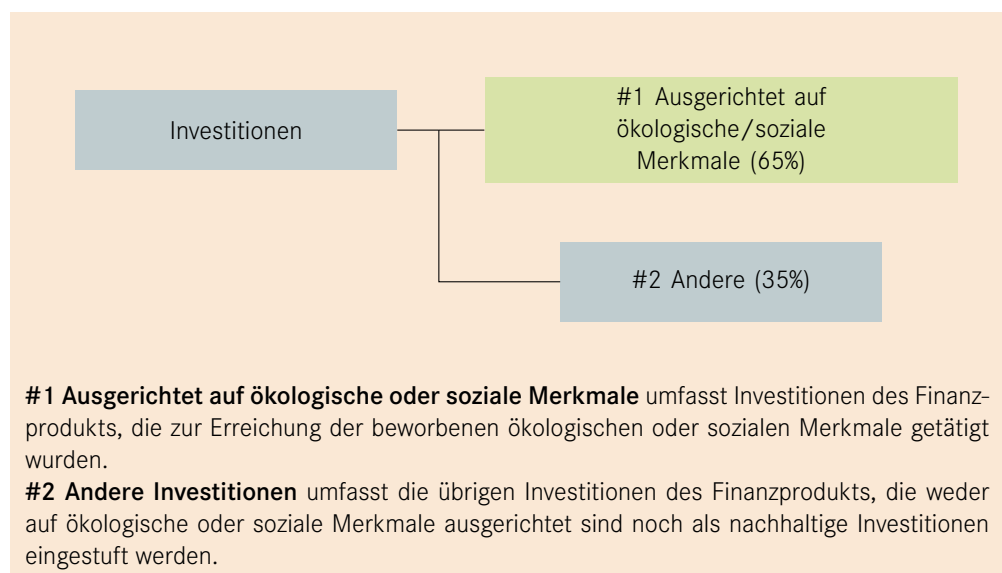 Investitionen
#1 Ausgerichtet auf
ökologische/soziale
Merkmale (65%)
#2 Andere (35%)
#1 Ausgerichtet auf ökologische oder soziale Merkmale umfasst Investitionen des Finanz-
produkts, die zur Erreichung der beworbenen ökologischen oder sozialen Merkmale getätigt
wurden.
#2 Andere Investitionen umfasst die übrigen Investitionen des Finanzprodukts, die weder
auf ökologische oder soziale Merkmale ausgerichtet sind noch als nachhaltige Investitionen
eingestuft werden.